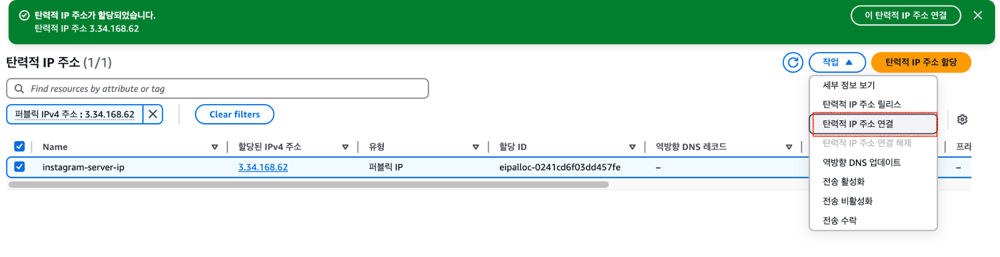 탄력적 IP 주소가 할당되었습니다.
탄력적 IP 주소 3.34.168.62
이 탄력적 IP 주소 연결
탄력적 IP 주소 (1/1)
작업
탄력적 IP 주소 할당
Find resources by attribute or tag
퍼블릭 IPv4 주소 : 3.34.168.62
Clear filters
세부 정보 보기
탄력적 IP 주소 릴리스
탄력적 IP 주소 연결
탄력적 IP 주소 연결 해제
역방향 DNS 업데이트
전송 활성화
전송 비활성화
전송 수락
Name 할당된 IPv4 주소 유형 할당 ID 역방향 DNS 레코드 프라
instagram-server-ip 3.34.168.62 퍼블릭 IP eipalloc-0241cd6f03dd457fe – –